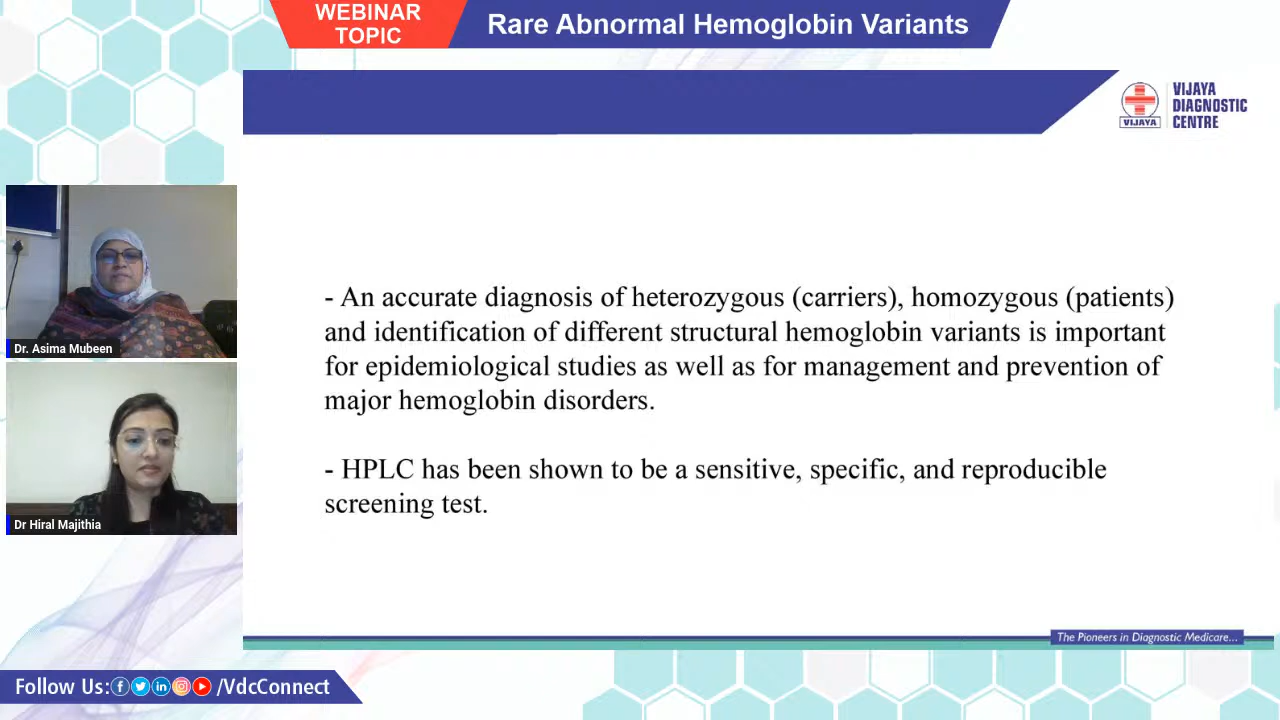 WEBINAR
TOPIC
Rare Abnormal Hemoglobin Variants
VIJAYA
VIJAYA
DIAGNOSTIC
CENTRE
Dr. Asima Mubeen
Dr Hiral Majithia
- An accurate diagnosis of heterozygous (carriers), homozygous (patients)
and identification of different structural hemoglobin variants is important
for epidemiological studies as well as for management and prevention of
major hemoglobin disorders.
- HPLC has been shown to be a sensitive, specific, and reproducible
screening test.
The Pioneers in Diagnostic Medicare...
Follow Us: /VdcConnect